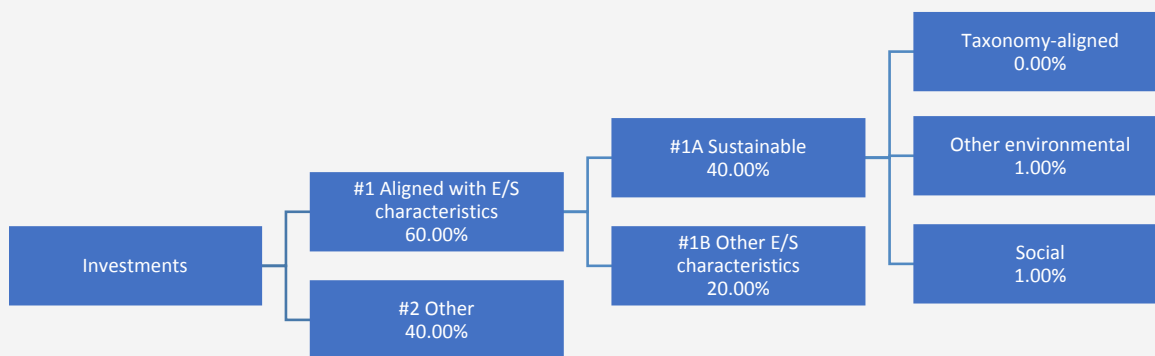 Investments
#1 Aligned with E/S
characteristics
60.00%
#2 Other
40.00%
#1A Sustainable
40.00%
#1B Other E/S
characteristics
20.00%
Taxonomy-aligned
0.00%
Other environmental
1.00%
Social
1.00%